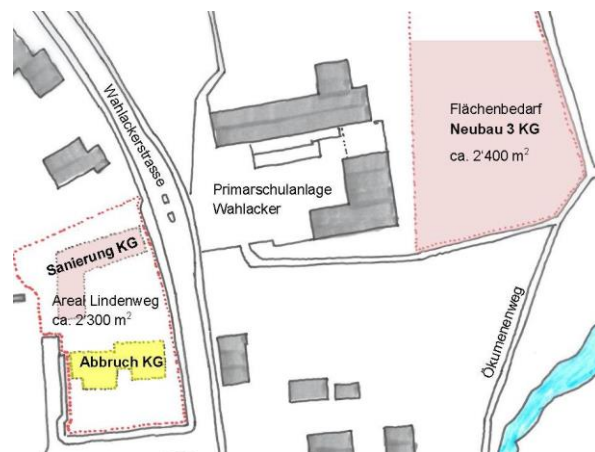 Wahlackerstrasse
Flächenbedarf
Neubau 3 KG
ca. 2'400 m²
Primarschulanlage
Wahlacker
Sanierung KG
Areal Lindenweg
ca. 2'300 m²
Abbruch KG
Ökumenenweg